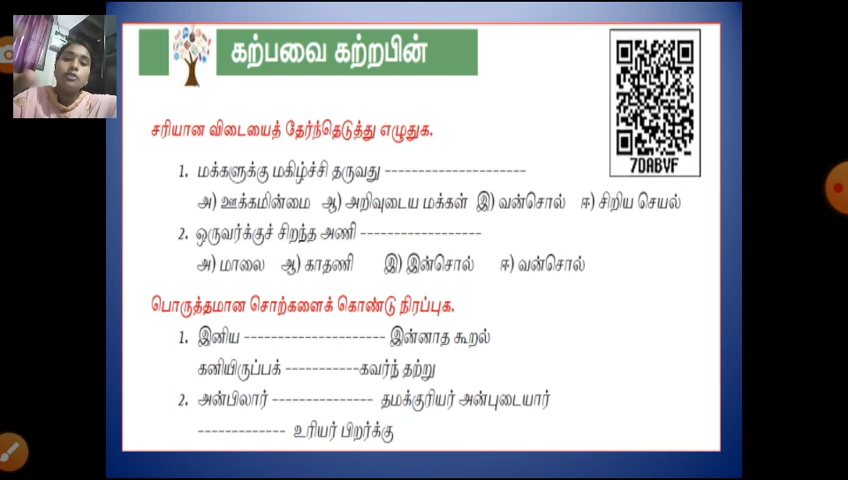 கற்பவை கற்றபின்
7DABVF
சரியான விடையைத் தேர்ந்தெடுத்து எழுதுக.
1. மக்களுக்கு மகிழ்ச்சி தருவது ---------------------
அ) ஊக்கமின்மை ஆ) அறிவுடைய மக்கள் இ) வன்சொல் ஈ) சிறிய செயல்
2. ஒருவர்க்குச் சிறந்த அணி ------------------
அ) மாலை ஆ) காதணி இ) இன்சொல் ஈ) வன்சொல்
பொருத்தமான சொற்களைக் கொண்டு நிரப்புக.
1. இனிய --------------------- இன்னாத கூறல்
கனியிருப்பக் -----------கவர்ந் தற்று
2. அன்பிலார் --------------- தமக்குரியர் அன்புடையார்
------------- உரியர் பிறர்க்கு